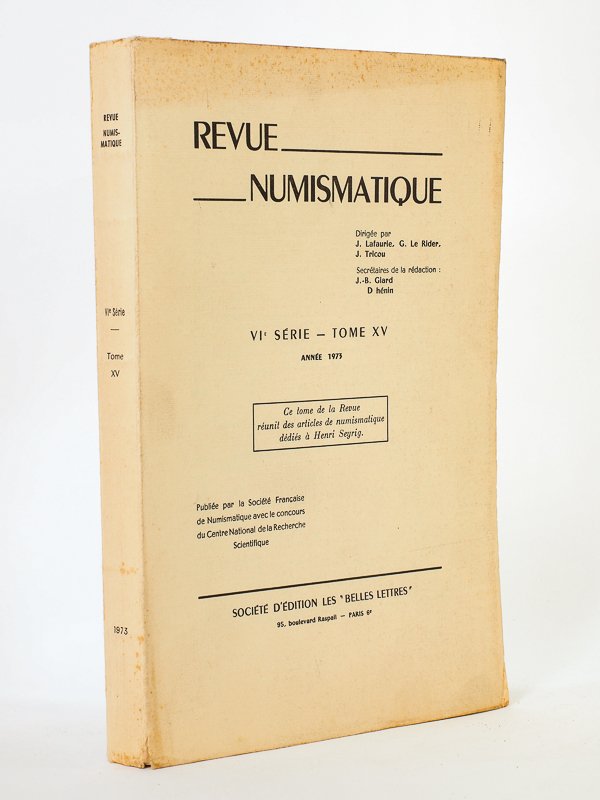 REVUE
NUMIS-
MATIQUE
VIe Série
Tome
XV
1973
REVUE
NUMISMATIQUE
Dirigée par
J. Lafaurie, G. Le Rider,
J. Tricou
Secrétaires de la rédaction :
J.-B. Giard
D hénin
VIe SÉRIE — TOME XV
ANNÉE 1973
Ce tome de la Revue
réunit des articles de numismatique
dédiés à Henri Seyrig.
Publiée par la Société Française
de Numismatique avec le concours
du Centre National de la Recherche
Scientifique
SOCIÉTÉ D'ÉDITION LES "BELLES LETTRES"
95, boulevard Raspail — PARIS 6e